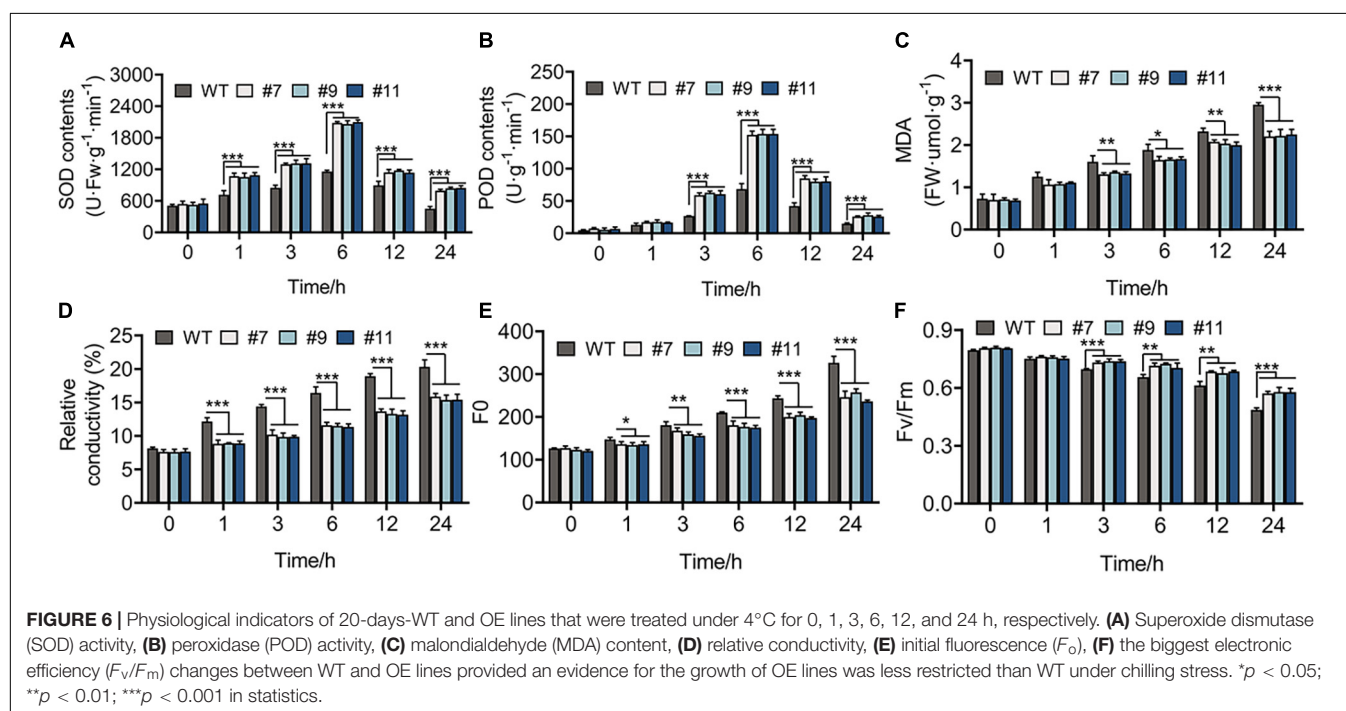 A
SOD contents
(U·Fw·g⁻¹·min⁻¹)
3000
2400
1800
1200
600
0
WT #7 #9 #11
***
***
***
***
***
0 1 3 6 12 24
Time/h
B
POD contents
(U·g⁻¹·min⁻¹)
250
200
150
100
50
0
WT #7 #9 #11
***
***
***
***
0 1 3 6 12 24
Time/h
C
MDA
(FW·umol·g⁻¹)
4
3
2
1
0
WT #7 #9 #11
**
*
**
***
0 1 3 6 12 24
Time/h
D
Relative
conductivity (%)
25
20
15
10
5
0
WT #7 #9 #11
***
***
***
***
***
0 1 3 6 12 24
Time/h
E
F0
400
300
200
100
0
WT #7 #9 #11
*
**
***
***
***
0 1 3 6 12 24
Time/h
F
Fv/Fm
0.9
0.6
0.3
0.0
WT #7 #9 #11
***
**
**
***
0 1 3 6 12 24
Time/h
FIGURE 6 | Physiological indicators of 20-days-WT and OE lines that were treated under 4°C for 0, 1, 3, 6, 12, and 24 h, respectively. (A) Superoxide dismutase
(SOD) activity, (B) peroxidase (POD) activity, (C) malondialdehyde (MDA) content, (D) relative conductivity, (E) initial fluorescence (Fo), (F) the biggest electronic
efficiency (Fv/Fm) changes between WT and OE lines provided an evidence for the growth of OE lines was less restricted than WT under chilling stress. *p < 0.05;
**p < 0.01; ***p < 0.001 in statistics.